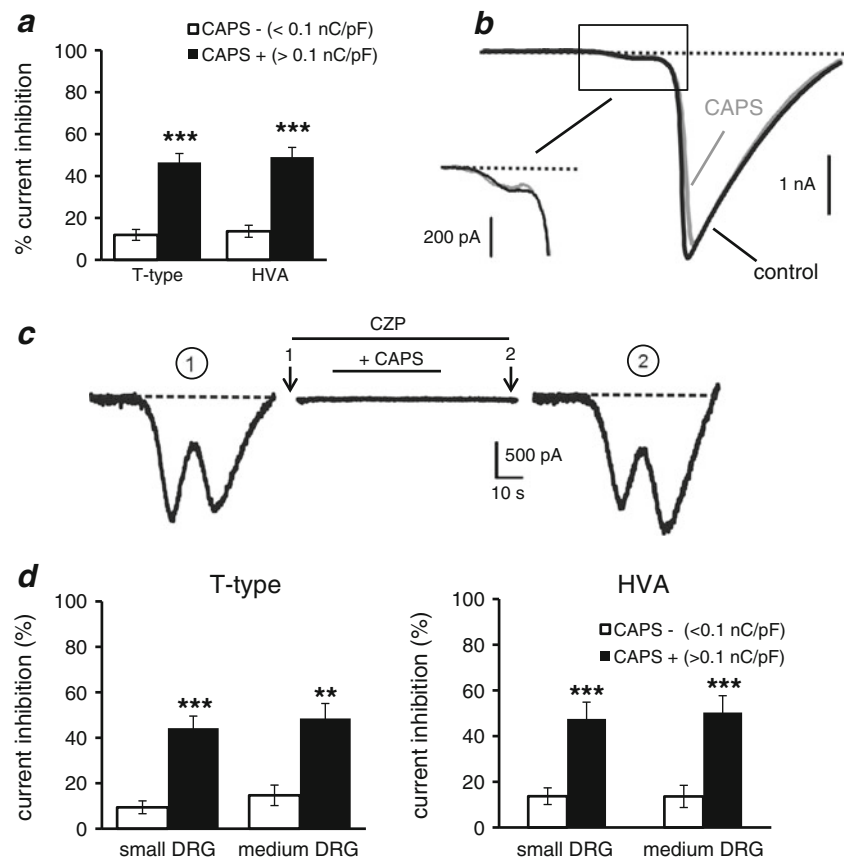 a
CAPS - (< 0.1 nC/pF)
CAPS + (> 0.1 nC/pF)
% current inhibition
100
80
60
40
20
0
***
***
T-type
HVA
b
CAPS
1 nA
200 pA
control
c
CZP
1
+ CAPS
2
1
2
500 pA
10 s
d
T-type
current inhibition (%)
100
80
60
40
20
0
***
**
small DRG
medium DRG
HVA
current inhibition (%)
100
80
60
40
20
0
CAPS - (<0.1 nC/pF)
CAPS + (>0.1 nC/pF)
***
***
small DRG
medium DRG